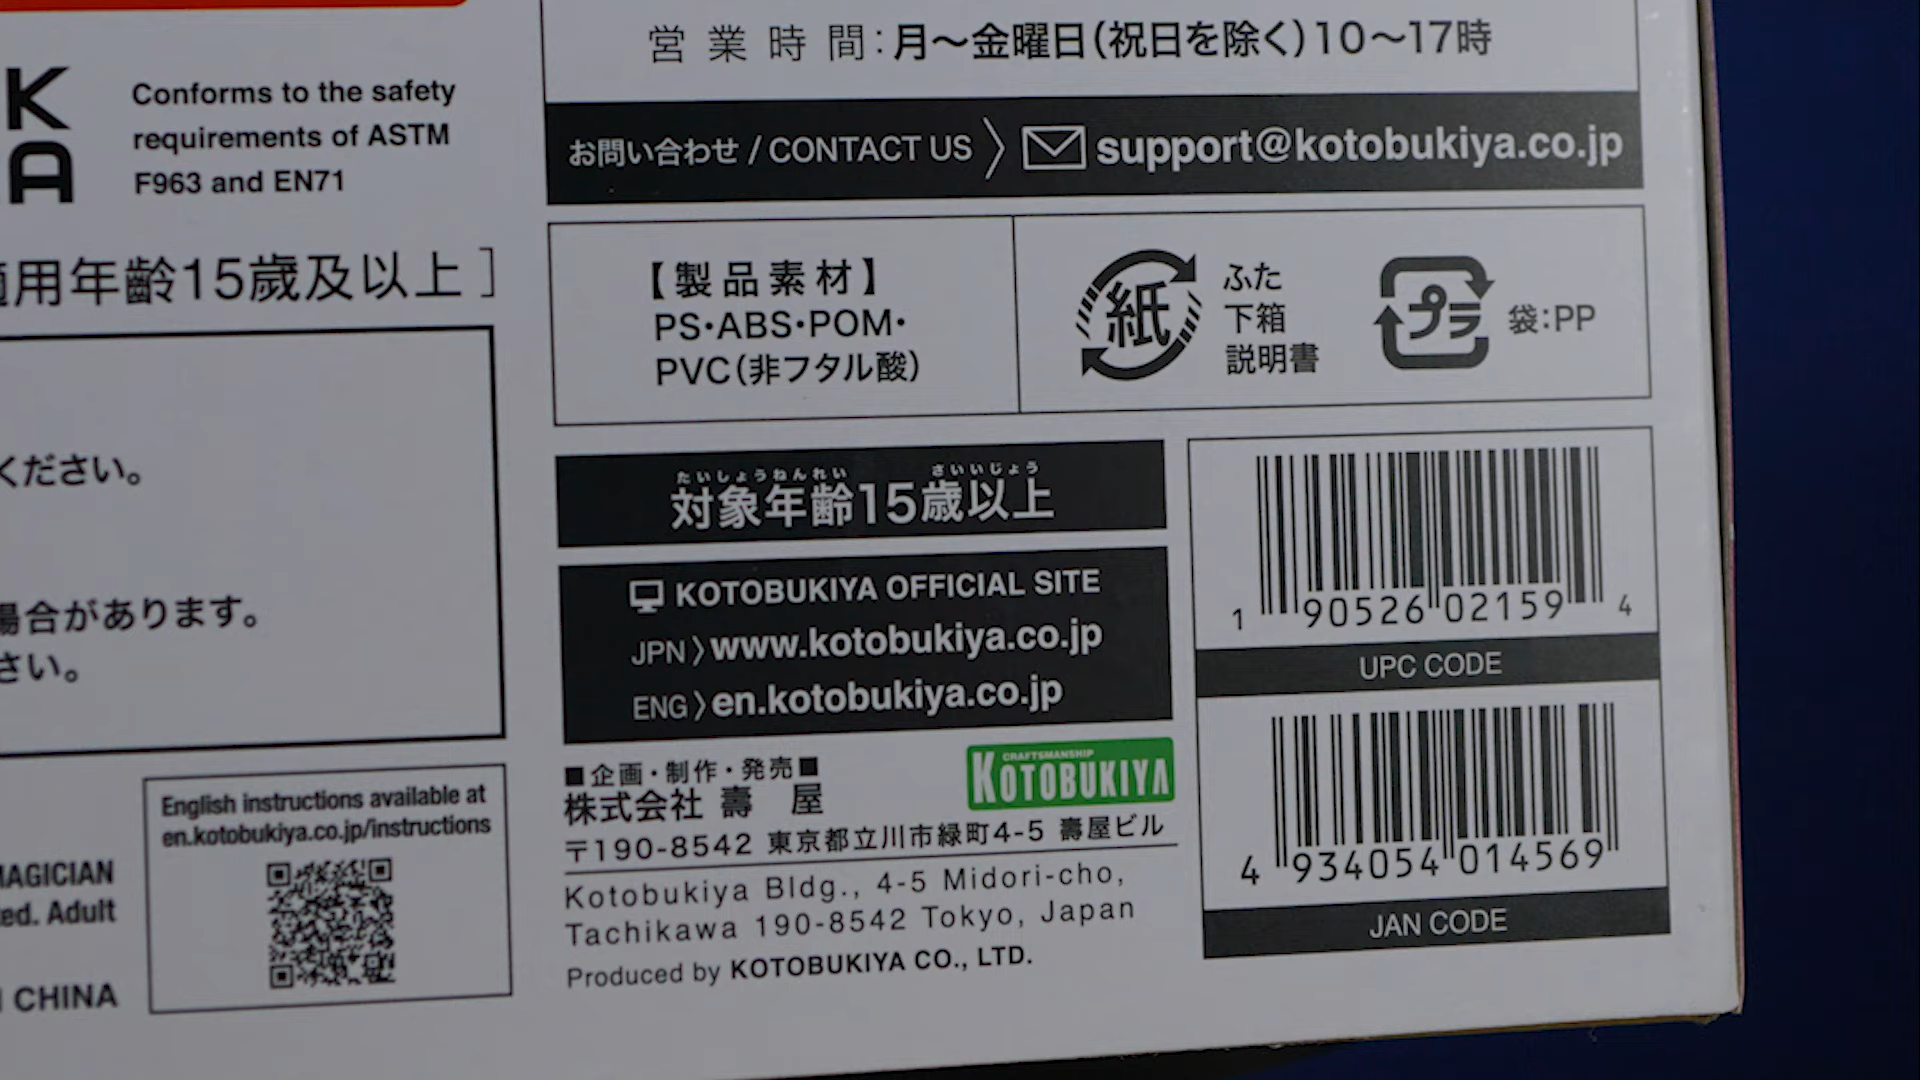 K
A
Conforms to the safety
requirements of ASTM
F963 and EN71
用年齡15歲及以上]
ください。
場合があります。
さい。
MAGICIAN
Adult
CHINA
English instructions available at
en.kotobukiya.co.jp/instructions
営業時間:月〜金曜日(祝日を除く)10〜17時
お問い合わせ / CONTACT US 〉 support@kotobukiya.co.jp
【製品素材】
PS・ABS・POM・
PVC(非フタル酸)
紙
ふた
下箱
説明書
プラ
袋:PP
たいしょうねんれい さいいじょう
対象年齢15歳以上
KOTOBUKIYA OFFICIAL SITE
JPN 〉www.kotobukiya.co.jp
ENG 〉en.kotobukiya.co.jp
■企画・制作・発売■
株式会社 壽 屋
CRAFTSMANSHIP
KOTOBUKIYA
〒190-8542 東京都立川市緑町4-5 壽屋ビル
Kotobukiya Bldg., 4-5 Midori-cho,
Tachikawa 190-8542 Tokyo, Japan
Produced by KOTOBUKIYA CO., LTD.
1 90526 02159 4
UPC CODE
4 934054 014569
JAN CODE